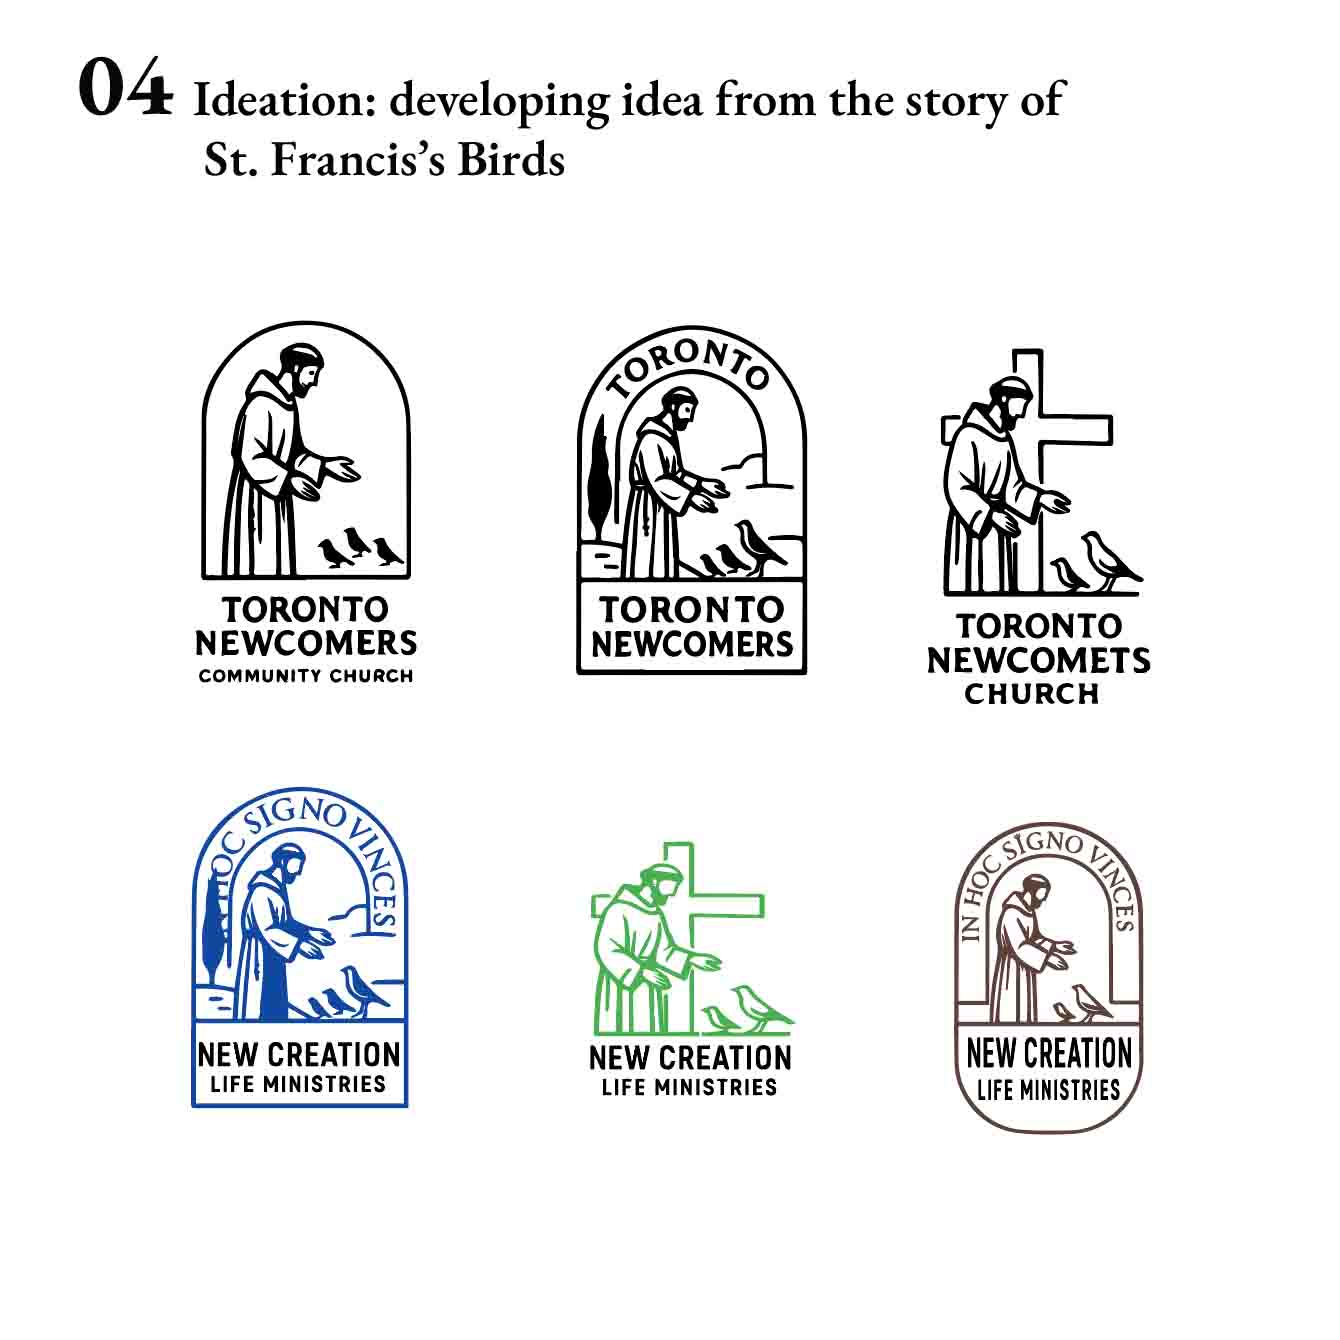 04 Ideation: developing idea from the story of
St. Francis’s Birds
TORONTO
NEWCOMERS
COMMUNITY CHURCH
TORONTO
TORONTO
NEWCOMERS
TORONTO
NEWCOMETS
CHURCH
HOC SIGNO VINCES
NEW CREATION
LIFE MINISTRIES
NEW CREATION
LIFE MINISTRIES
IN HOC SIGNO VINCES
NEW CREATION
LIFE MINISTRIES